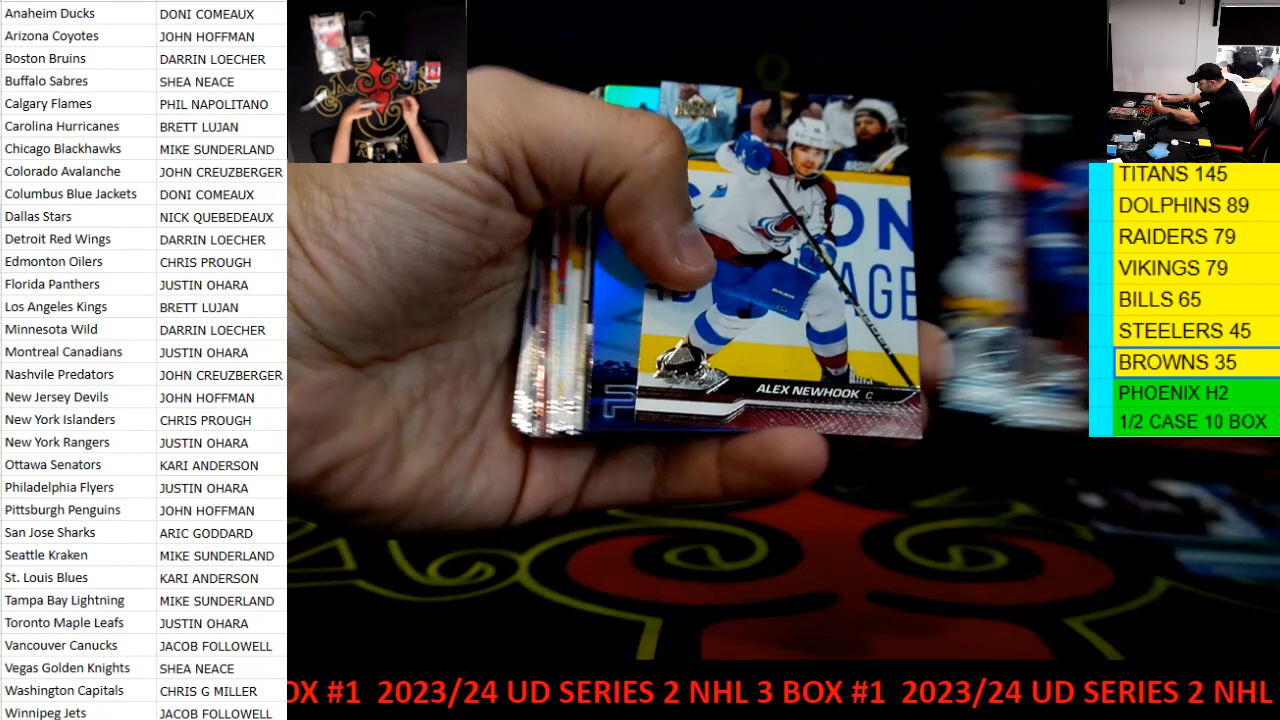 Anaheim Ducks DONI COMEAUX
Arizona Coyotes JOHN HOFFMAN
Boston Bruins DARRIN LOECHER
Buffalo Sabres SHEA NEACE
Calgary Flames PHIL NAPOLITANO
Carolina Hurricanes BRETT LUJAN
Chicago Blackhawks MIKE SUNDERLAND
Colorado Avalanche JOHN CREUZBERGER
Columbus Blue Jackets DONI COMEAUX
Dallas Stars NICK QUEBEDEAUX
Detroit Red Wings DARRIN LOECHER
Edmonton Oilers CHRIS PROUGH
Florida Panthers JUSTIN OHARA
Los Angeles Kings BRETT LUJAN
Minnesota Wild DARRIN LOECHER
Montreal Canadians JUSTIN OHARA
Nashvile Predators JOHN CREUZBERGER
New Jersey Devils JOHN HOFFMAN
New York Islanders CHRIS PROUGH
New York Rangers JUSTIN OHARA
Ottawa Senators KARI ANDERSON
Philadelphia Flyers JUSTIN OHARA
Pittsburgh Penguins JOHN HOFFMAN
San Jose Sharks ARIC GODDARD
Seattle Kraken MIKE SUNDERLAND
St. Louis Blues KARI ANDERSON
Tampa Bay Lightning MIKE SUNDERLAND
Toronto Maple Leafs JUSTIN OHARA
Vancouver Canucks JACOB FOLLOWELL
Vegas Golden Knights SHEA NEACE
Washington Capitals CHRIS G MILLER
Winnipeg Jets JACOB FOLLOWELL
ALEX NEWHOOK C
TITANS 145
DOLPHINS 89
RAIDERS 79
VIKINGS 79
BILLS 65
STEELERS 45
BROWNS 35
PHOENIX H2
1/2 CASE 10 BOX
OX #1 2023/24 UD SERIES 2 NHL 3 BOX #1 2023/24 UD SERIES 2 NHL